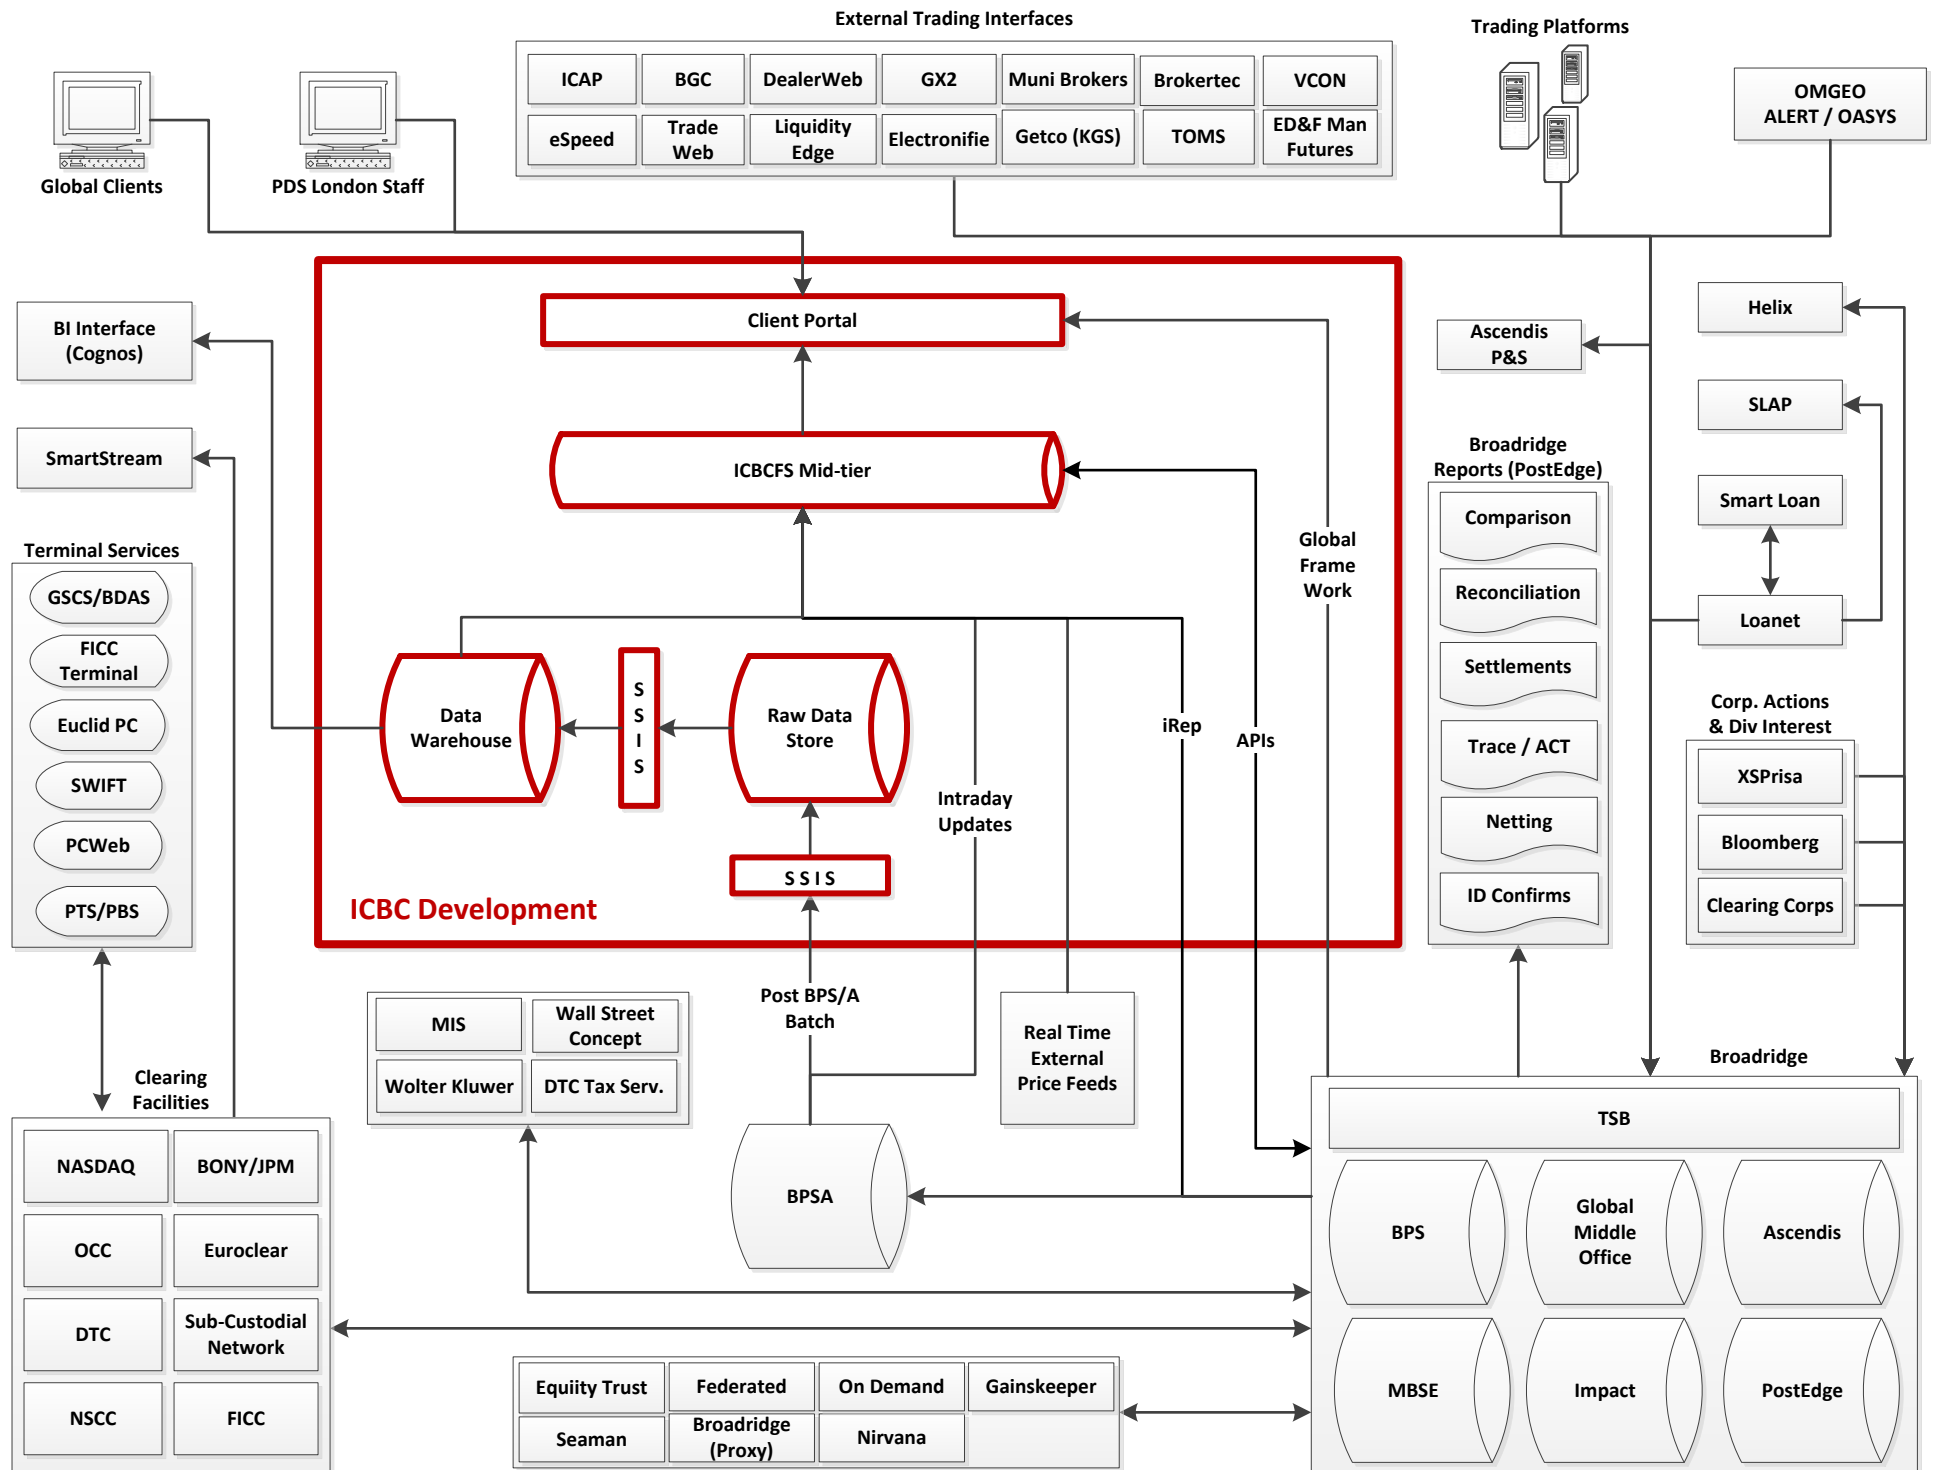 External Trading Interfaces
Trading Platforms
ICAP
BGC
DealerWeb
GX2
Muni Brokers
Brokertec
VCON
eSpeed
Trade
Web
Liquidity
Edge
Electronifie
Getco (KGS)
TOMS
ED&F Man
Futures
OMGEO
ALERT / OASYS
Global Clients
PDS London Staff
Client Portal
BI Interface
(Cognos)
Helix
Ascendis
P&S
SLAP
SmartStream
ICBCFS Mid-tier
Broadridge
Reports (PostEdge)
Smart Loan
Comparison
Global
Frame
Work
Terminal Services
GSCS/BDAS
Reconciliation
Loanet
FICC
Terminal
Settlements
Euclid PC
Data
Warehouse
S
S
I
S
Raw Data
Store
iRep
APIs
Trace / ACT
Corp. Actions
& Div Interest
XSPrisa
SWIFT
Intraday
Updates
Netting
Bloomberg
PCWeb
S S I S
ID Confirms
Clearing Corps
PTS/PBS
ICBC Development
Post BPS/A
Batch
MIS
Wall Street
Concept
Wolter Kluwer
DTC Tax Serv.
Real Time
External
Price Feeds
Broadridge
Clearing
Facilities
TSB
NASDAQ
BONY/JPM
BPSA
BPS
Global
Middle
Office
Ascendis
OCC
Euroclear
DTC
Sub-Custodial
Network
NSCC
FICC
Equiity Trust
Federated
On Demand
Gainskeeper
Seaman
Broadridge
(Proxy)
Nirvana
MBSE
Impact
PostEdge